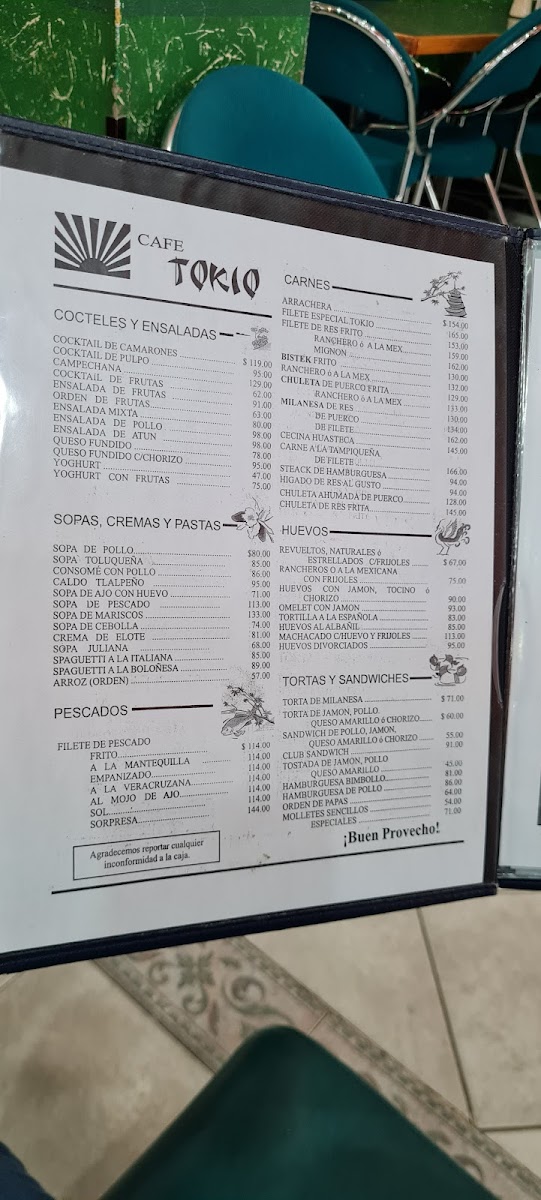 CAFE
TOKIO
COCTELES Y ENSALADAS
COCKTAIL DE CAMARONES
COCKTAIL DE PULPO $ 119.00
CAMPECHANA 95.00
COCKTAIL DE FRUTAS 129.00
ENSALADA DE FRUTAS 62.00
ORDEN DE FRUTAS 91.00
ENSALADA MIXTA 63.00
ENSALADA DE POLLO 80.00
ENSALADA DE ATUN 98.00
QUESO FUNDIDO 98.00
QUESO FUNDIDO C/CHORIZO 78.00
YOGHURT 95.00
YOGHURT CON FRUTAS 47.00
75.00
SOPAS, CREMAS Y PASTAS
SOPA DE POLLO $80.00
SOPA TOLUQUEÑA 85.00
CONSOMÉ CON POLLO 86.00
CALDO TLALPEÑO 95.00
SOPA DE AJO CON HUEVO 71.00
SOPA DE PESCADO 113.00
SOPA DE MARISCOS 133.00
SOPA DE CEBOLLA 74.00
CREMA DE ELOTE 81.00
SOPA JULIANA 68.00
SPAGUETTI A LA ITALIANA 85.00
SPAGUETTI A LA BOLOÑESA 89.00
ARROZ (ORDEN) 57.00
PESCADOS
FILETE DE PESCADO $ 114.00
FRITO 114.00
A LA MANTEQUILLA 114.00
EMPANIZADO 114.00
A LA VERACRUZANA 114.00
AL MOJO DE AJO 114.00
SOL 144.00
SORPRESA
Agradecemos reportar cualquier
inconformidad a la caja.
CARNES
ARRACHERA
FILETE ESPECIAL TOKIO $ 154.00
FILETE DE RES FRITO 165.00
RANCHERO ó A LA MEX 153.00
MIGNON 159.00
BISTEK FRITO 162.00
RANCHERO ó A LA MEX 130.00
CHULETA DE PUERCO FRITA 132.00
RANCHERO ó A LA MEX 129.00
MILANESA DE RES 133.00
DE PUERCO 130.00
DE FILETE 134.00
CECINA HUASTECA 162.00
CARNE A LA TAMPIQUEÑA 145.00
DE FILETE
STEACK DE HAMBURGUESA 166.00
HIGADO DE RES AL GUSTO 94.00
CHULETA AHUMADA DE PUERCO 94.00
CHULETA DE RES FRITA 128.00
145.00
HUEVOS
REVUELTOS, NATURALES ó
ESTRELLADOS C/FRIJOLES $ 67.00
RANCHEROS O A LA MEXICANA
CON FRIJOLES 75.00
HUEVOS CON JAMON, TOCINO ó
CHORIZO 90.00
OMELET CON JAMON 93.00
TORTILLA A LA ESPAÑOLA 83.00
HUEVOS AL ALBAÑIL 85.00
MACHACADO C/HUEVO Y FRIJOLES 113.00
HUEVOS DIVORCIADOS 95.00
TORTAS Y SANDWICHES
TORTA DE MILANESA $ 71.00
TORTA DE JAMON, POLLO,
QUESO AMARILLO ó CHORIZO $ 60.00
SANDWICH DE POLLO, JAMON,
QUESO AMARILLO ó CHORIZO 55.00
CLUB SANDWICH 91.00
TOSTADA DE JAMON, POLLO
QUESO AMARILLO 45.00
HAMBURGUESA BIMBOLLO 81.00
HAMBURGUESA DE POLLO 86.00
ORDEN DE PAPAS 64.00
MOLLETES SENCILLOS 54.00
ESPECIALES 71.00
¡Buen Provecho!